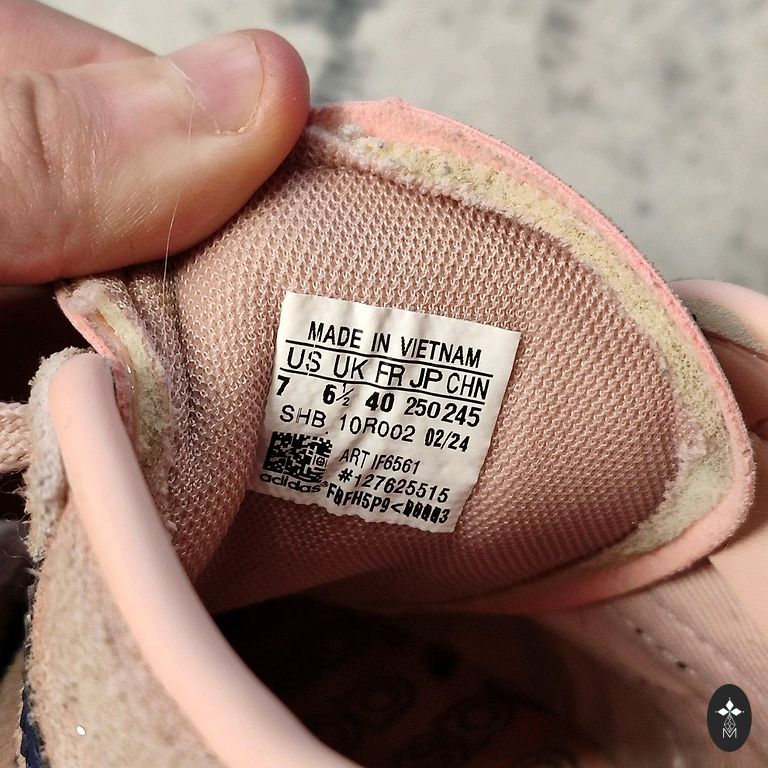 MADE IN VIETNAM
US UK FR JP CHN
7 6½ 40 250 245
SHB 10R002 02/24
ART IF6561
#127625515
adidas®
M